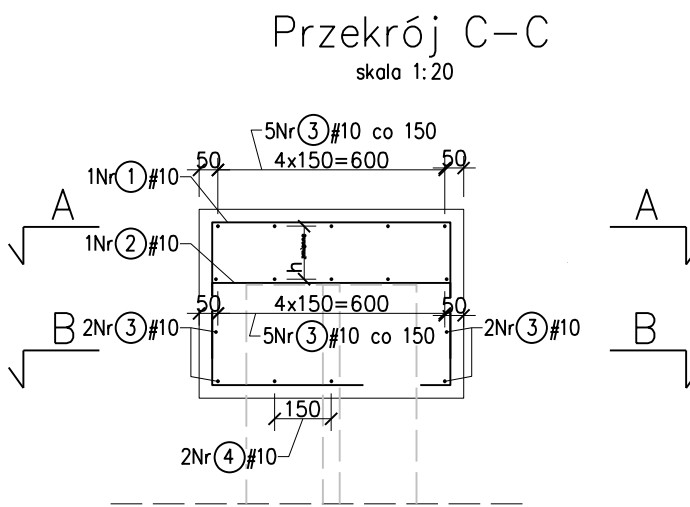 Przekrój C-C
skala 1:20
5Nr 3 #10 co 150
50 4x150=600 50
1Nr 1 #10
A A
1Nr 2 #10
h
50 4x150=600 50
B 2Nr 3 #10 5Nr 3 #10 co 150 2Nr 3 #10 B
150
2Nr 4 #10